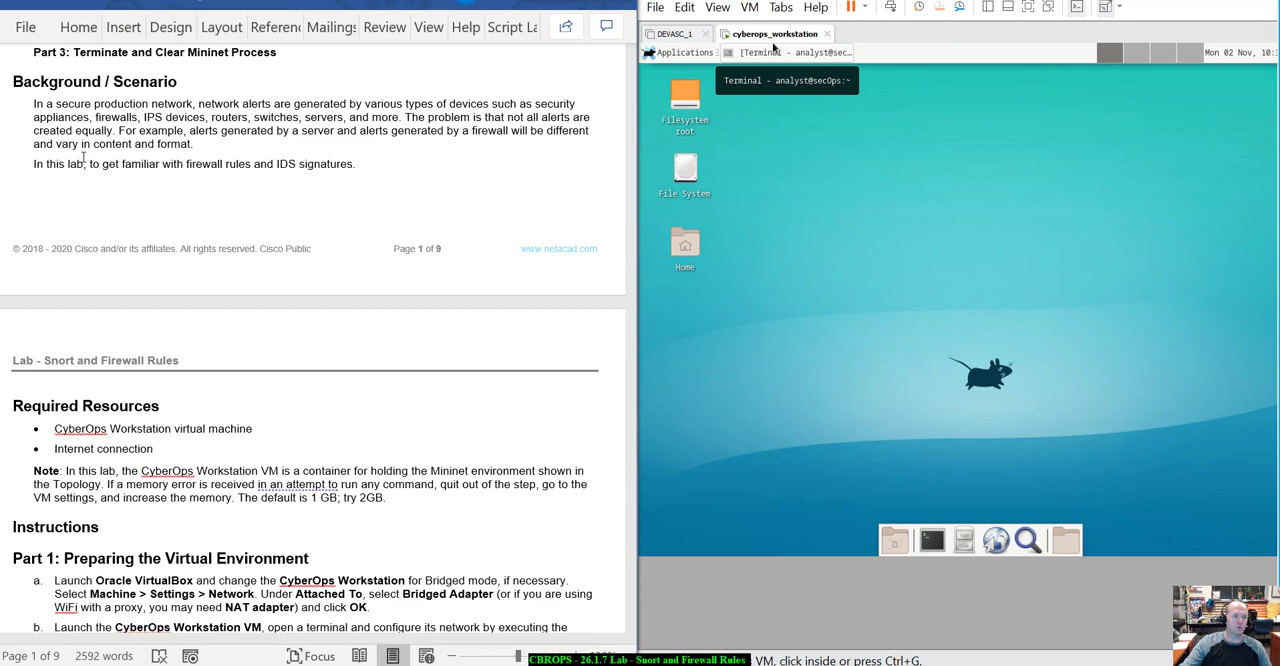 File Home Insert Design Layout Referenc Mailings Review View Help Script La
Part 3: Terminate and Clear Mininet Process
Background / Scenario
In a secure production network, network alerts are generated by various types of devices such as security
appliances, firewalls, IPS devices, routers, switches, servers, and more. The problem is that not all alerts are
created equally. For example, alerts generated by a server and alerts generated by a firewall will be different
and vary in content and format.
In this lab, to get familiar with firewall rules and IDS signatures.
© 2018 - 2020 Cisco and/or its affiliates. All rights reserved. Cisco Public Page 1 of 9 www.netacad.com
Lab - Snort and Firewall Rules
Required Resources
• CyberOps Workstation virtual machine
• Internet connection
Note: In this lab, the CyberOps Workstation VM is a container for holding the Mininet environment shown in
the Topology. If a memory error is received in an attempt to run any command, quit out of the step, go to the
VM settings, and increase the memory. The default is 1 GB; try 2GB.
Instructions
Part 1: Preparing the Virtual Environment
a. Launch Oracle VirtualBox and change the CyberOps Workstation for Bridged mode, if necessary.
Select Machine > Settings > Network. Under Attached To, select Bridged Adapter (or if you are using
WiFi with a proxy, you may need NAT adapter) and click OK.
b. Launch the CyberOps Workstation VM, open a terminal and configure its network by executing the
Page 1 of 9 2592 words Focus
File Edit View VM Tabs Help
DEVASC_1 cyberops_workstation
Applications [Terminal - analyst@sec... Mon 02 Nov, 10:
Terminal - analyst@secOps:~
Filesystem
root
File System
Home
CBROPS - 26.1.7 Lab - Snort and Firewall Rules
VM, click inside or press Ctrl+G.